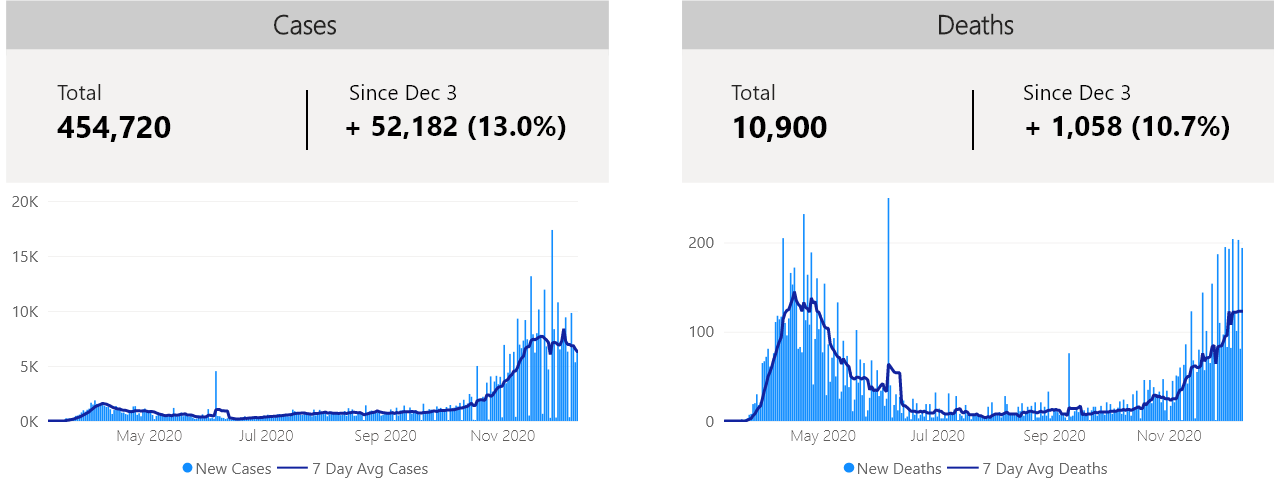 Cases
Total
454,720
Since Dec 3
+ 52,182 (13.0%)
20K
15K
10K
5K
0K
May 2020 Jul 2020 Sep 2020 Nov 2020
New Cases 7 Day Avg Cases
Deaths
Total
10,900
Since Dec 3
+ 1,058 (10.7%)
200
100
0
May 2020 Jul 2020 Sep 2020 Nov 2020
New Deaths 7 Day Avg Deaths